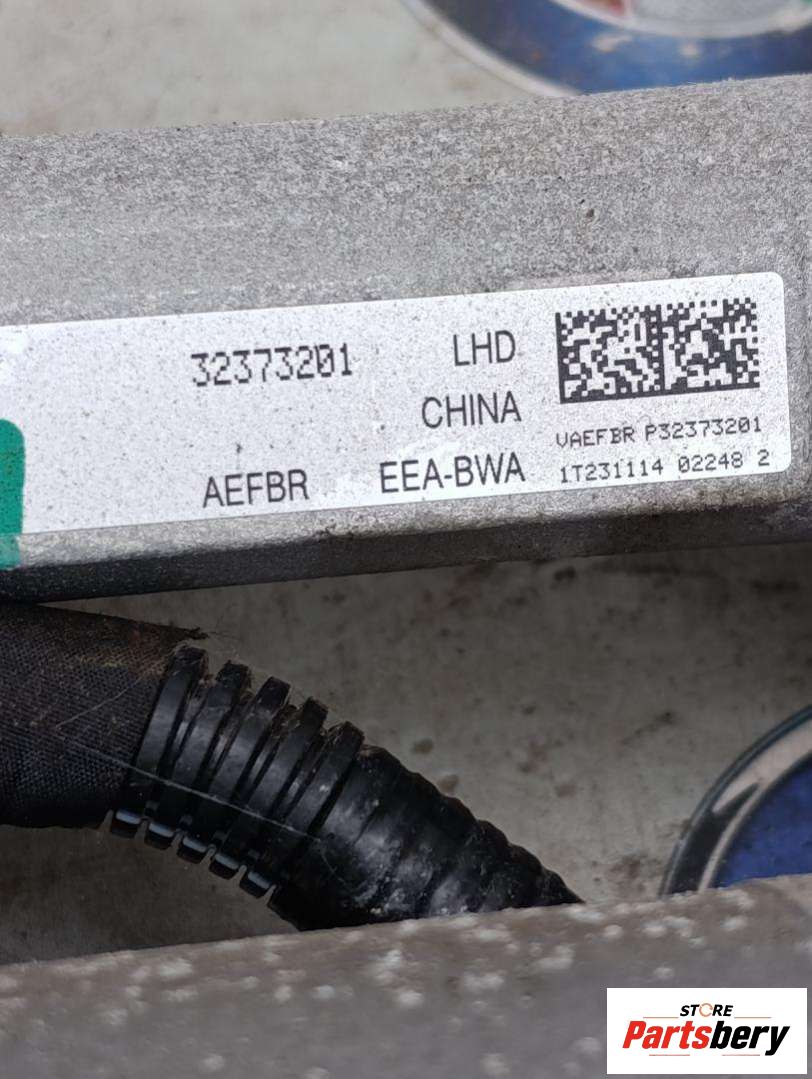 32373201 LHD
CHINA
AEFBR EEA-BWA
VAEFBR P32373201
1T231114 02248 2
STORE
Partsbery